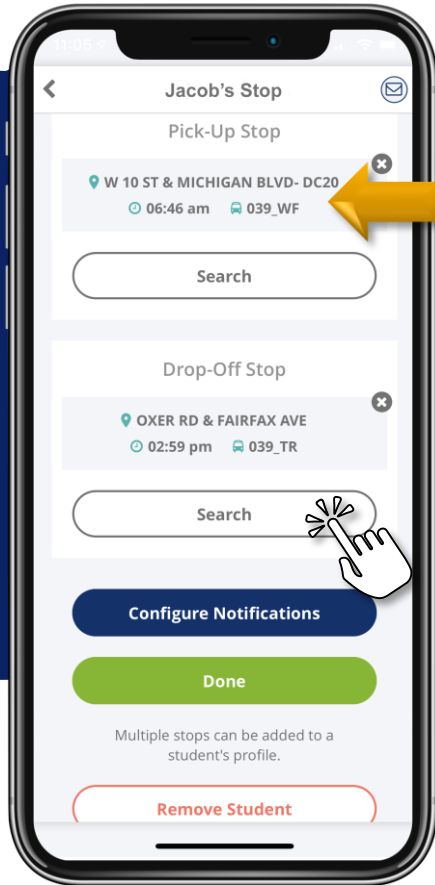 11:05
Jacob's Stop
Pick-Up Stop
W 10 ST & MICHIGAN BLVD- DC20
06:46 am 039_WF
Search
Drop-Off Stop
OXER RD & FAIRFAX AVE
02:59 pm 039_TR
Search
Configure Notifications
Done
Multiple stops can be added to a
student's profile.
Remove Student